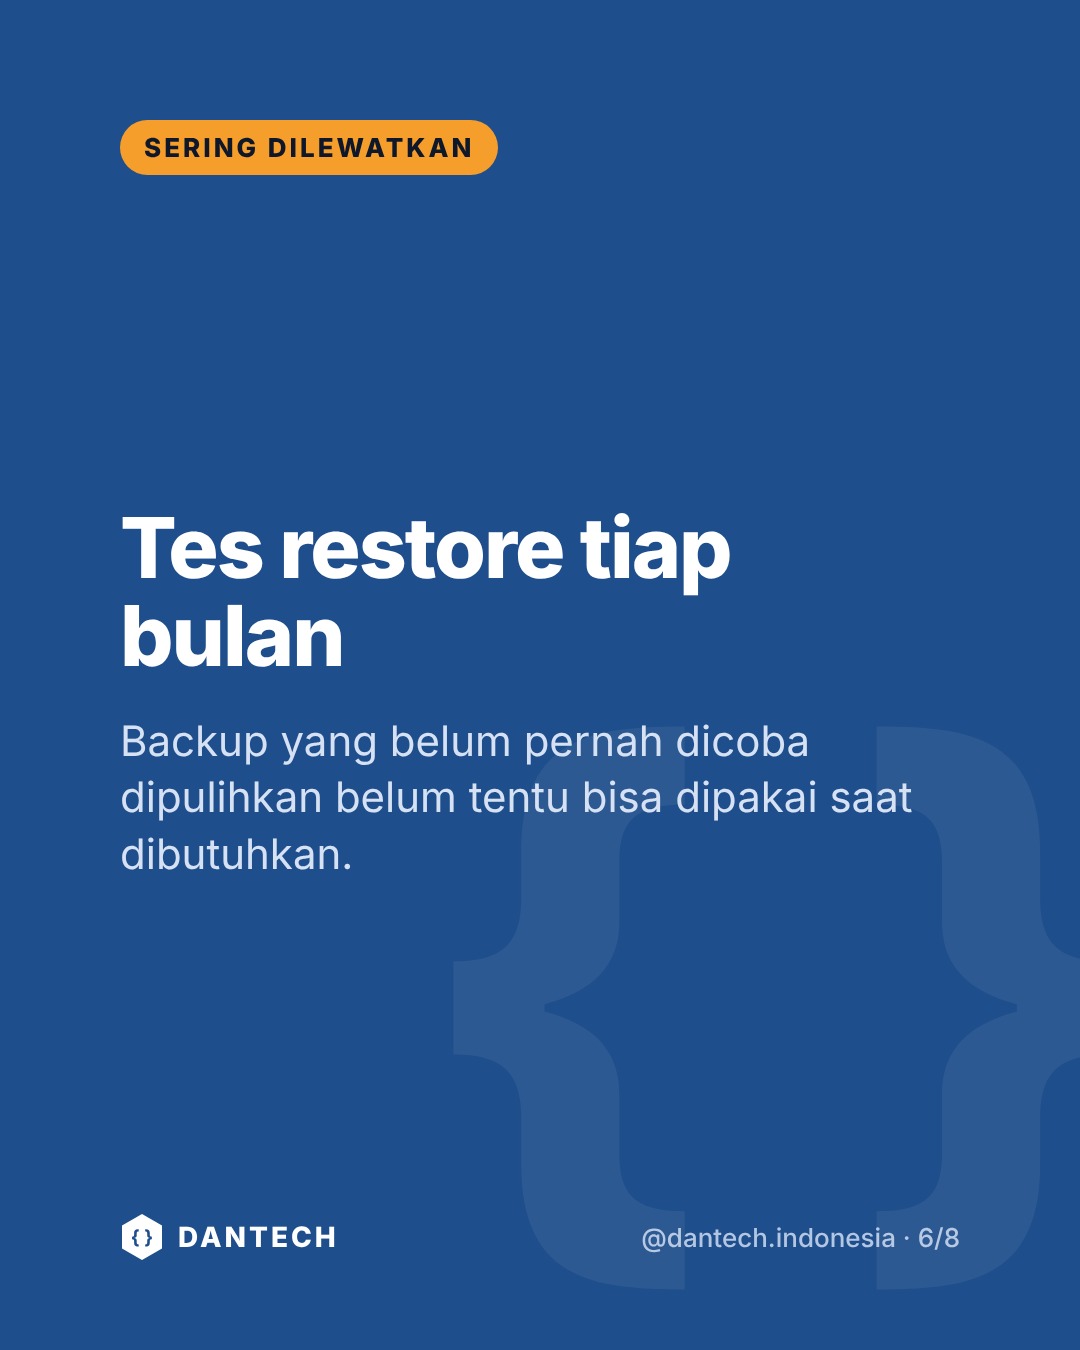 SERING DILEWATKAN
Tes restore tiap
bulan
Backup yang belum pernah dicoba
dipulihkan belum tentu bisa dipakai saat
dibutuhkan.
{} DANTECH
@dantech.indonesia · 6/8